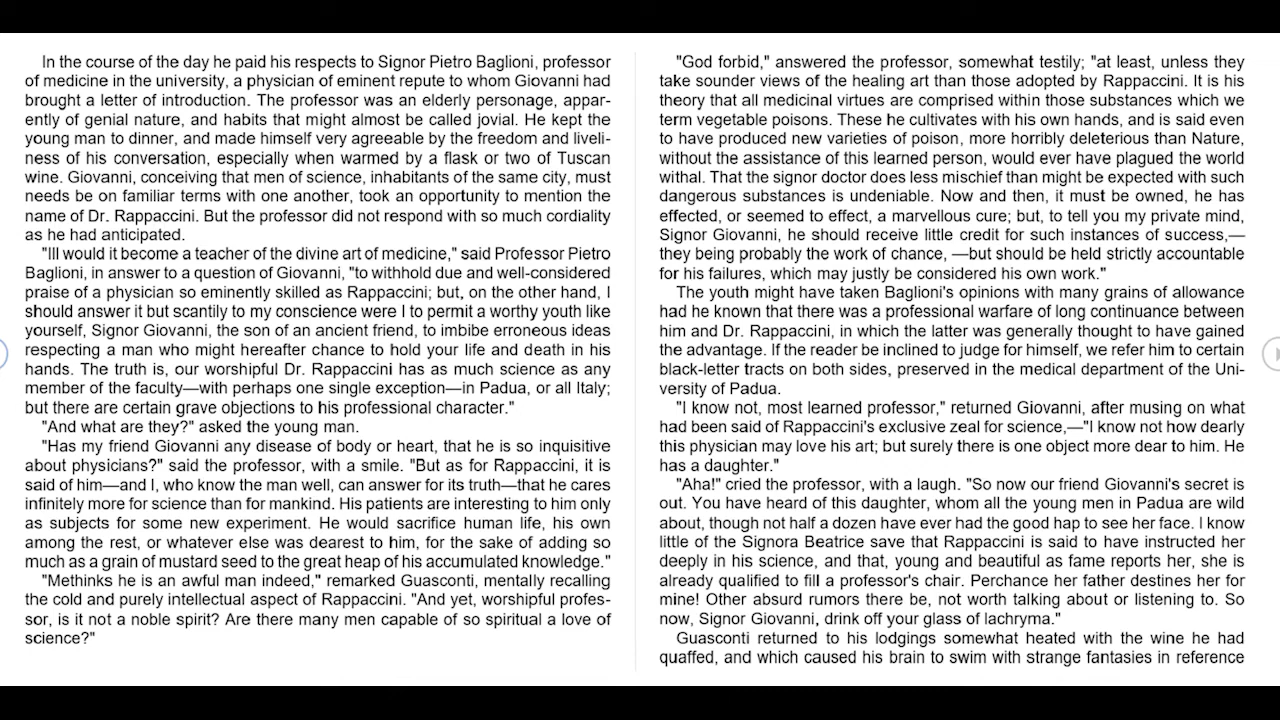 In the course of the day he paid his respects to Signor Pietro Baglioni, professor
of medicine in the university, a physician of eminent repute to whom Giovanni had
brought a letter of introduction. The professor was an elderly personage, appar-
ently of genial nature, and habits that might almost be called jovial. He kept the
young man to dinner, and made himself very agreeable by the freedom and liveli-
ness of his conversation, especially when warmed by a flask or two of Tuscan
wine. Giovanni, conceiving that men of science, inhabitants of the same city, must
needs be on familiar terms with one another, took an opportunity to mention the
name of Dr. Rappaccini. But the professor did not respond with so much cordiality
as he had anticipated.
"Ill would it become a teacher of the divine art of medicine," said Professor Pietro
Baglioni, in answer to a question of Giovanni, "to withhold due and well-considered
praise of a physician so eminently skilled as Rappaccini; but, on the other hand, I
should answer it but scantily to my conscience were I to permit a worthy youth like
yourself, Signor Giovanni, the son of an ancient friend, to imbibe erroneous ideas
respecting a man who might hereafter chance to hold your life and death in his
hands. The truth is, our worshipful Dr. Rappaccini has as much science as any
member of the faculty—with perhaps one single exception—in Padua, or all Italy;
but there are certain grave objections to his professional character."
"And what are they?" asked the young man.
"Has my friend Giovanni any disease of body or heart, that he is so inquisitive
about physicians?" said the professor, with a smile. "But as for Rappaccini, it is
said of him—and I, who know the man well, can answer for its truth—that he cares
infinitely more for science than for mankind. His patients are interesting to him only
as subjects for some new experiment. He would sacrifice human life, his own
among the rest, or whatever else was dearest to him, for the sake of adding so
much as a grain of mustard seed to the great heap of his accumulated knowledge."
"Methinks he is an awful man indeed," remarked Guasconti, mentally recalling
the cold and purely intellectual aspect of Rappaccini. "And yet, worshipful profes-
sor, is it not a noble spirit? Are there many men capable of so spiritual a love of
science?"
"God forbid," answered the professor, somewhat testily; "at least, unless they
take sounder views of the healing art than those adopted by Rappaccini. It is his
theory that all medicinal virtues are comprised within those substances which we
term vegetable poisons. These he cultivates with his own hands, and is said even
to have produced new varieties of poison, more horribly deleterious than Nature,
without the assistance of this learned person, would ever have plagued the world
withal. That the signor doctor does less mischief than might be expected with such
dangerous substances is undeniable. Now and then, it must be owned, he has
effected, or seemed to effect, a marvellous cure; but, to tell you my private mind,
Signor Giovanni, he should receive little credit for such instances of success,—
they being probably the work of chance, —but should be held strictly accountable
for his failures, which may justly be considered his own work."
The youth might have taken Baglioni's opinions with many grains of allowance
had he known that there was a professional warfare of long continuance between
him and Dr. Rappaccini, in which the latter was generally thought to have gained
the advantage. If the reader be inclined to judge for himself, we refer him to certain
black-letter tracts on both sides, preserved in the medical department of the Uni-
versity of Padua.
"I know not, most learned professor," returned Giovanni, after musing on what
had been said of Rappaccini's exclusive zeal for science,—"I know not how dearly
this physician may love his art; but surely there is one object more dear to him. He
has a daughter."
"Aha!" cried the professor, with a laugh. "So now our friend Giovanni's secret is
out. You have heard of this daughter, whom all the young men in Padua are wild
about, though not half a dozen have ever had the good hap to see her face. I know
little of the Signora Beatrice save that Rappaccini is said to have instructed her
deeply in his science, and that, young and beautiful as fame reports her, she is
already qualified to fill a professor's chair. Perchance her father destines her for
mine! Other absurd rumors there be, not worth talking about or listening to. So
now, Signor Giovanni, drink off your glass of lachryma."
Guasconti returned to his lodgings somewhat heated with the wine he had
quaffed, and which caused his brain to swim with strange fantasies in reference